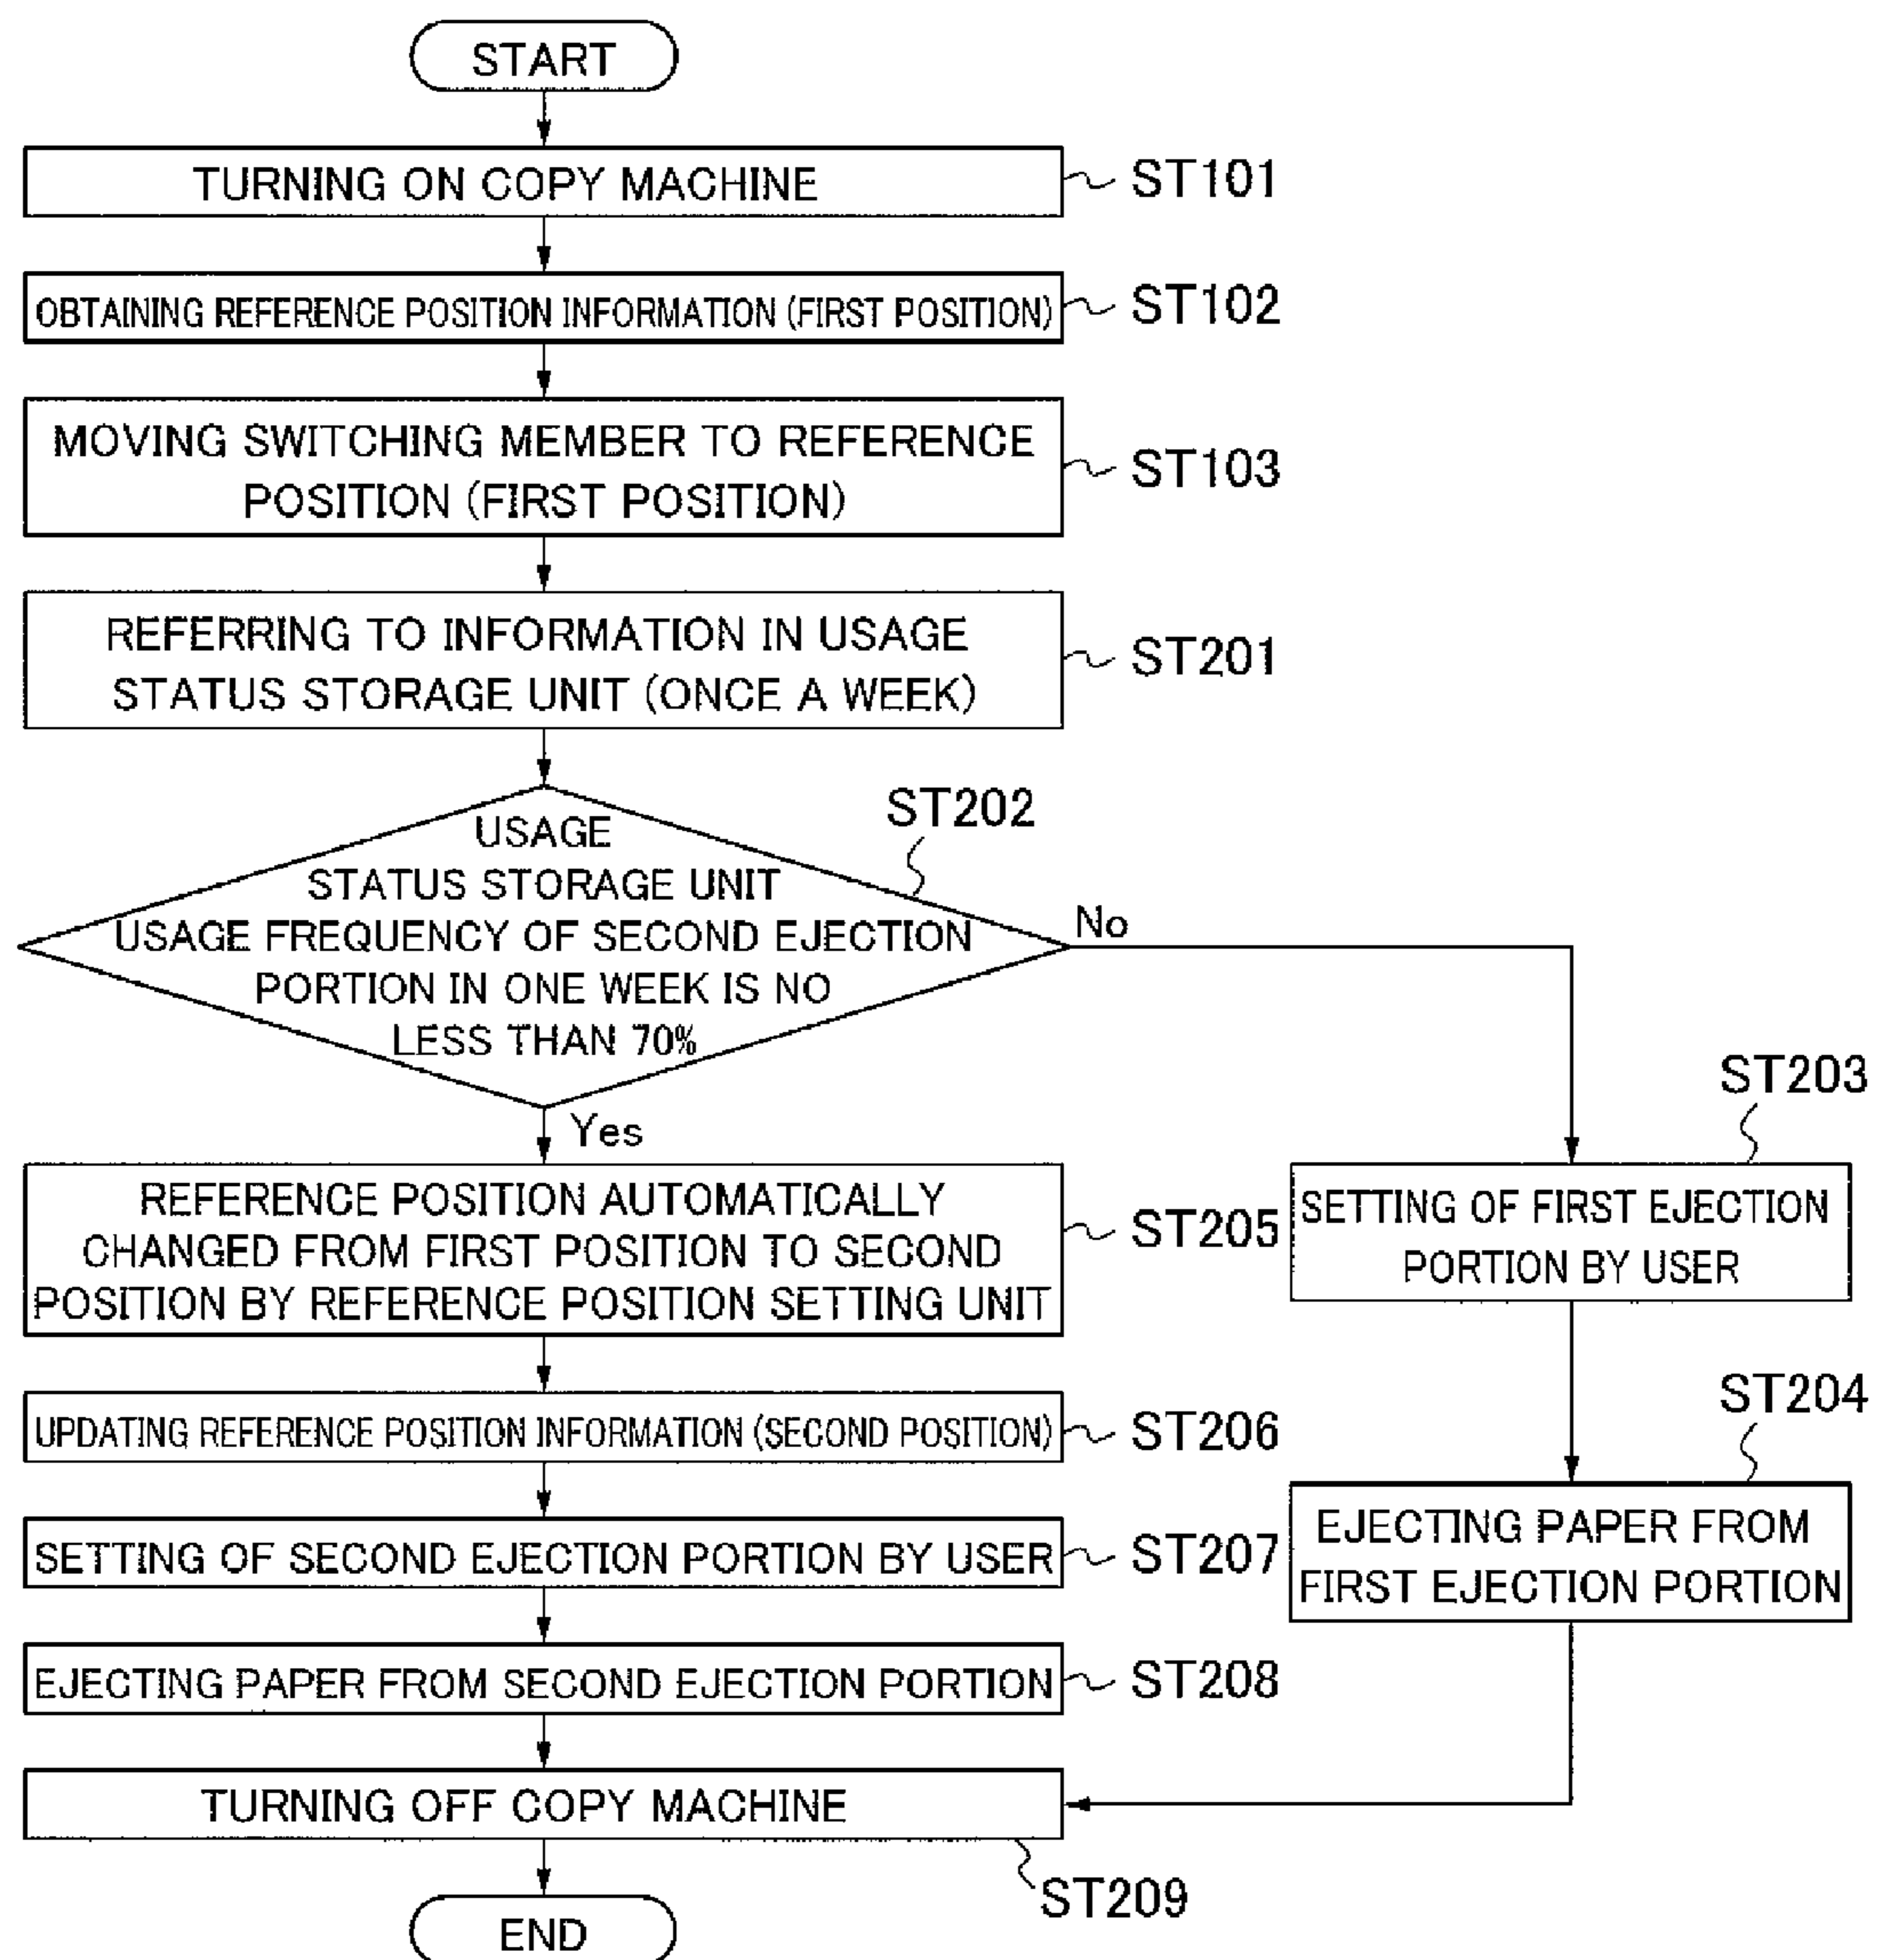 START
TURNING ON COPY MACHINE
ST101
OBTAINING REFERENCE POSITION INFORMATION (FIRST POSITION)
ST102
MOVING SWITCHING MEMBER TO REFERENCE
POSITION (FIRST POSITION)
ST103
REFERRING TO INFORMATION IN USAGE
STATUS STORAGE UNIT (ONCE A WEEK)
ST201
ST202
USAGE
STATUS STORAGE UNIT
USAGE FREQUENCY OF SECOND EJECTION
PORTION IN ONE WEEK IS NO
LESS THAN 70%
No
Yes
ST203
SETTING OF FIRST EJECTION
PORTION BY USER
REFERENCE POSITION AUTOMATICALLY
CHANGED FROM FIRST POSITION TO SECOND
POSITION BY REFERENCE POSITION SETTING UNIT
ST205
ST204
EJECTING PAPER FROM
FIRST EJECTION PORTION
UPDATING REFERENCE POSITION INFORMATION (SECOND POSITION)
ST206
SETTING OF SECOND EJECTION PORTION BY USER
ST207
EJECTING PAPER FROM SECOND EJECTION PORTION
ST208
TURNING OFF COPY MACHINE
ST209
END